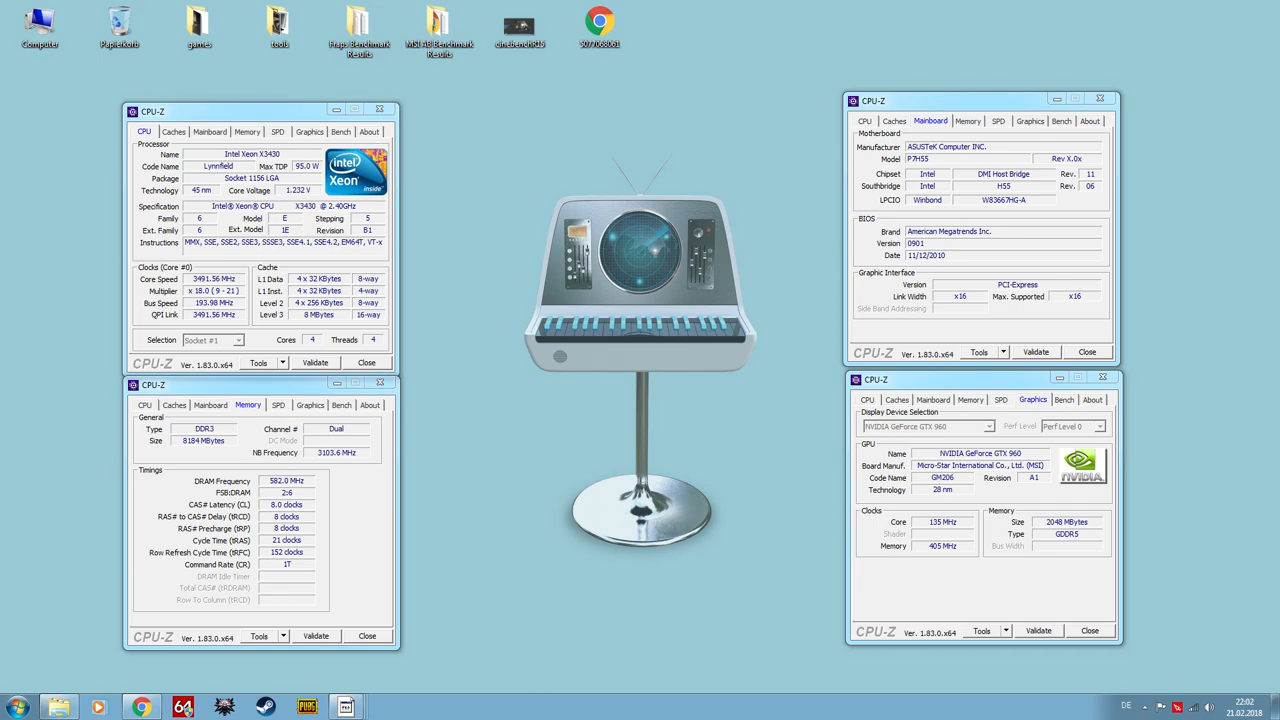 Computer
Papierkorb
games
tools
Fraps Benchmark
Results
MSI AB Benchmark
Results
cinebenchR15
5077068061
CPU-Z
CPU Caches Mainboard Memory SPD Graphics Bench About
Processor
Name Intel Xeon X3430
Code Name Lynnfield Max TDP 95.0 W
Package Socket 1156 LGA
Technology 45 nm Core Voltage 1.232 V
intel
Xeon
inside™
Specification Intel® Xeon® CPU X3430 @ 2.40GHz
Family 6 Model E Stepping 5
Ext. Family 6 Ext. Model 1E Revision B1
Instructions MMX, SSE, SSE2, SSE3, SSSE3, SSE4.1, SSE4.2, EM64T, VT-x
Clocks (Core #0) Cache
Core Speed 3491.56 MHz L1 Data 4 x 32 KBytes 8-way
Multiplier x 18.0 ( 9 - 21 ) L1 Inst. 4 x 32 KBytes 4-way
Bus Speed 193.98 MHz Level 2 4 x 256 KBytes 8-way
QPI Link 3491.56 MHz Level 3 8 MBytes 16-way
Selection Socket #1 Cores 4 Threads 4
CPU-Z Ver. 1.83.0.x64 Tools Validate Close
CPU-Z
CPU Caches Mainboard Memory SPD Graphics Bench About
General
Type DDR3 Channel # Dual
Size 8184 MBytes DC Mode
NB Frequency 3103.6 MHz
Timings
DRAM Frequency 582.0 MHz
FSB:DRAM 2:6
CAS# Latency (CL) 8.0 clocks
RAS# to CAS# Delay (tRCD) 8 clocks
RAS# Precharge (tRP) 8 clocks
Cycle Time (tRAS) 21 clocks
Row Refresh Cycle Time (tRFC) 152 clocks
Command Rate (CR) 1T
DRAM Idle Timer
Total CAS# (tRDRAM)
Row To Column (tRCD)
CPU-Z Ver. 1.83.0.x64 Tools Validate Close
CPU-Z
CPU Caches Mainboard Memory SPD Graphics Bench About
Motherboard
Manufacturer ASUSTeK Computer INC.
Model P7H55 Rev X.0x
Chipset Intel DMI Host Bridge Rev. 11
Southbridge Intel H55 Rev. 06
LPCIO Winbond W83667HG-A
BIOS
Brand American Megatrends Inc.
Version 0901
Date 11/12/2010
Graphic Interface
Version PCI-Express
Link Width x16 Max. Supported x16
Side Band Addressing
CPU-Z Ver. 1.83.0.x64 Tools Validate Close
CPU-Z
CPU Caches Mainboard Memory SPD Graphics Bench About
Display Device Selection
NVIDIA GeForce GTX 960 Perf Level Perf Level 0
GPU
Name NVIDIA GeForce GTX 960
Board Manuf. Micro-Star International Co., Ltd. (MSI)
Code Name GM206 Revision A1
Technology 28 nm
NVIDIA.
Clocks Memory
Core 135 MHz Size 2048 MBytes
Shader Type GDDR5
Memory 405 MHz Bus Width
CPU-Z Ver. 1.83.0.x64 Tools Validate Close
64
PUBG
DE
22:02
21.02.2018